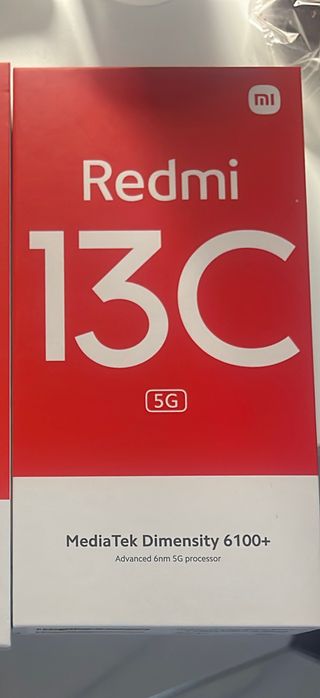 mi
Redmi
13C
5G
MediaTek Dimensity 6100+
Advanced 6nm 5G processor